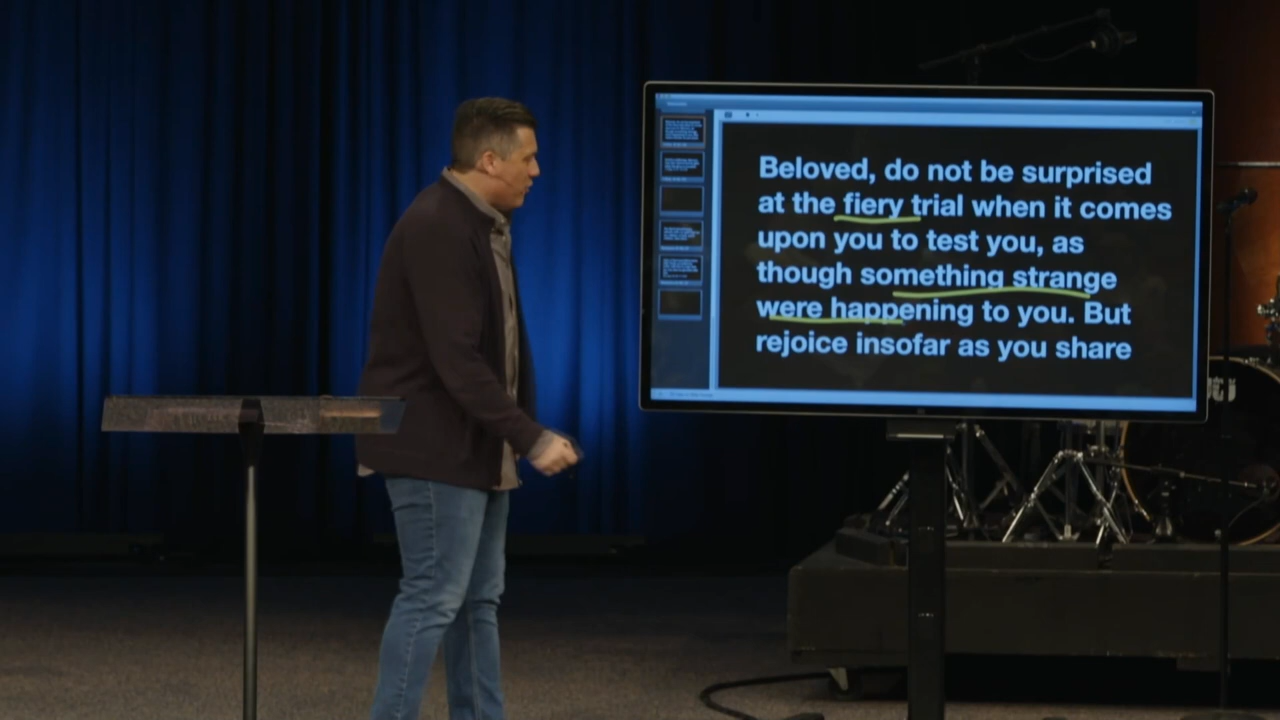 Beloved, do not be surprised
at the fiery trial when it comes
upon you to test you, as
though something strange
were happening to you. But
rejoice insofar as you share